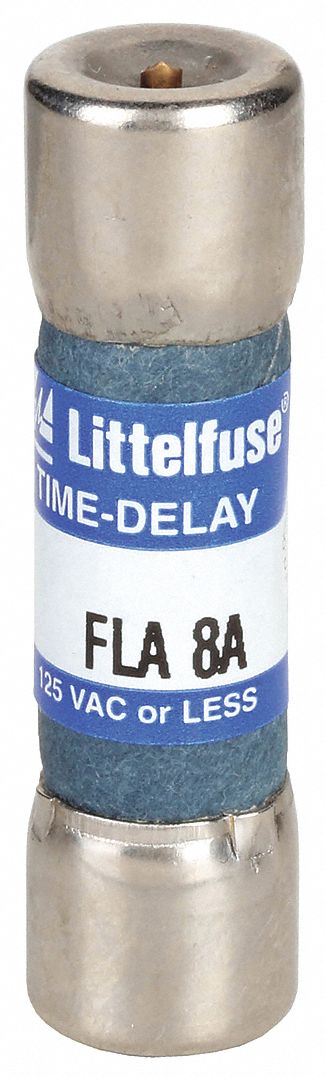 Littelfuse®
TIME-DELAY
FLA 8A
125 VAC or LESS